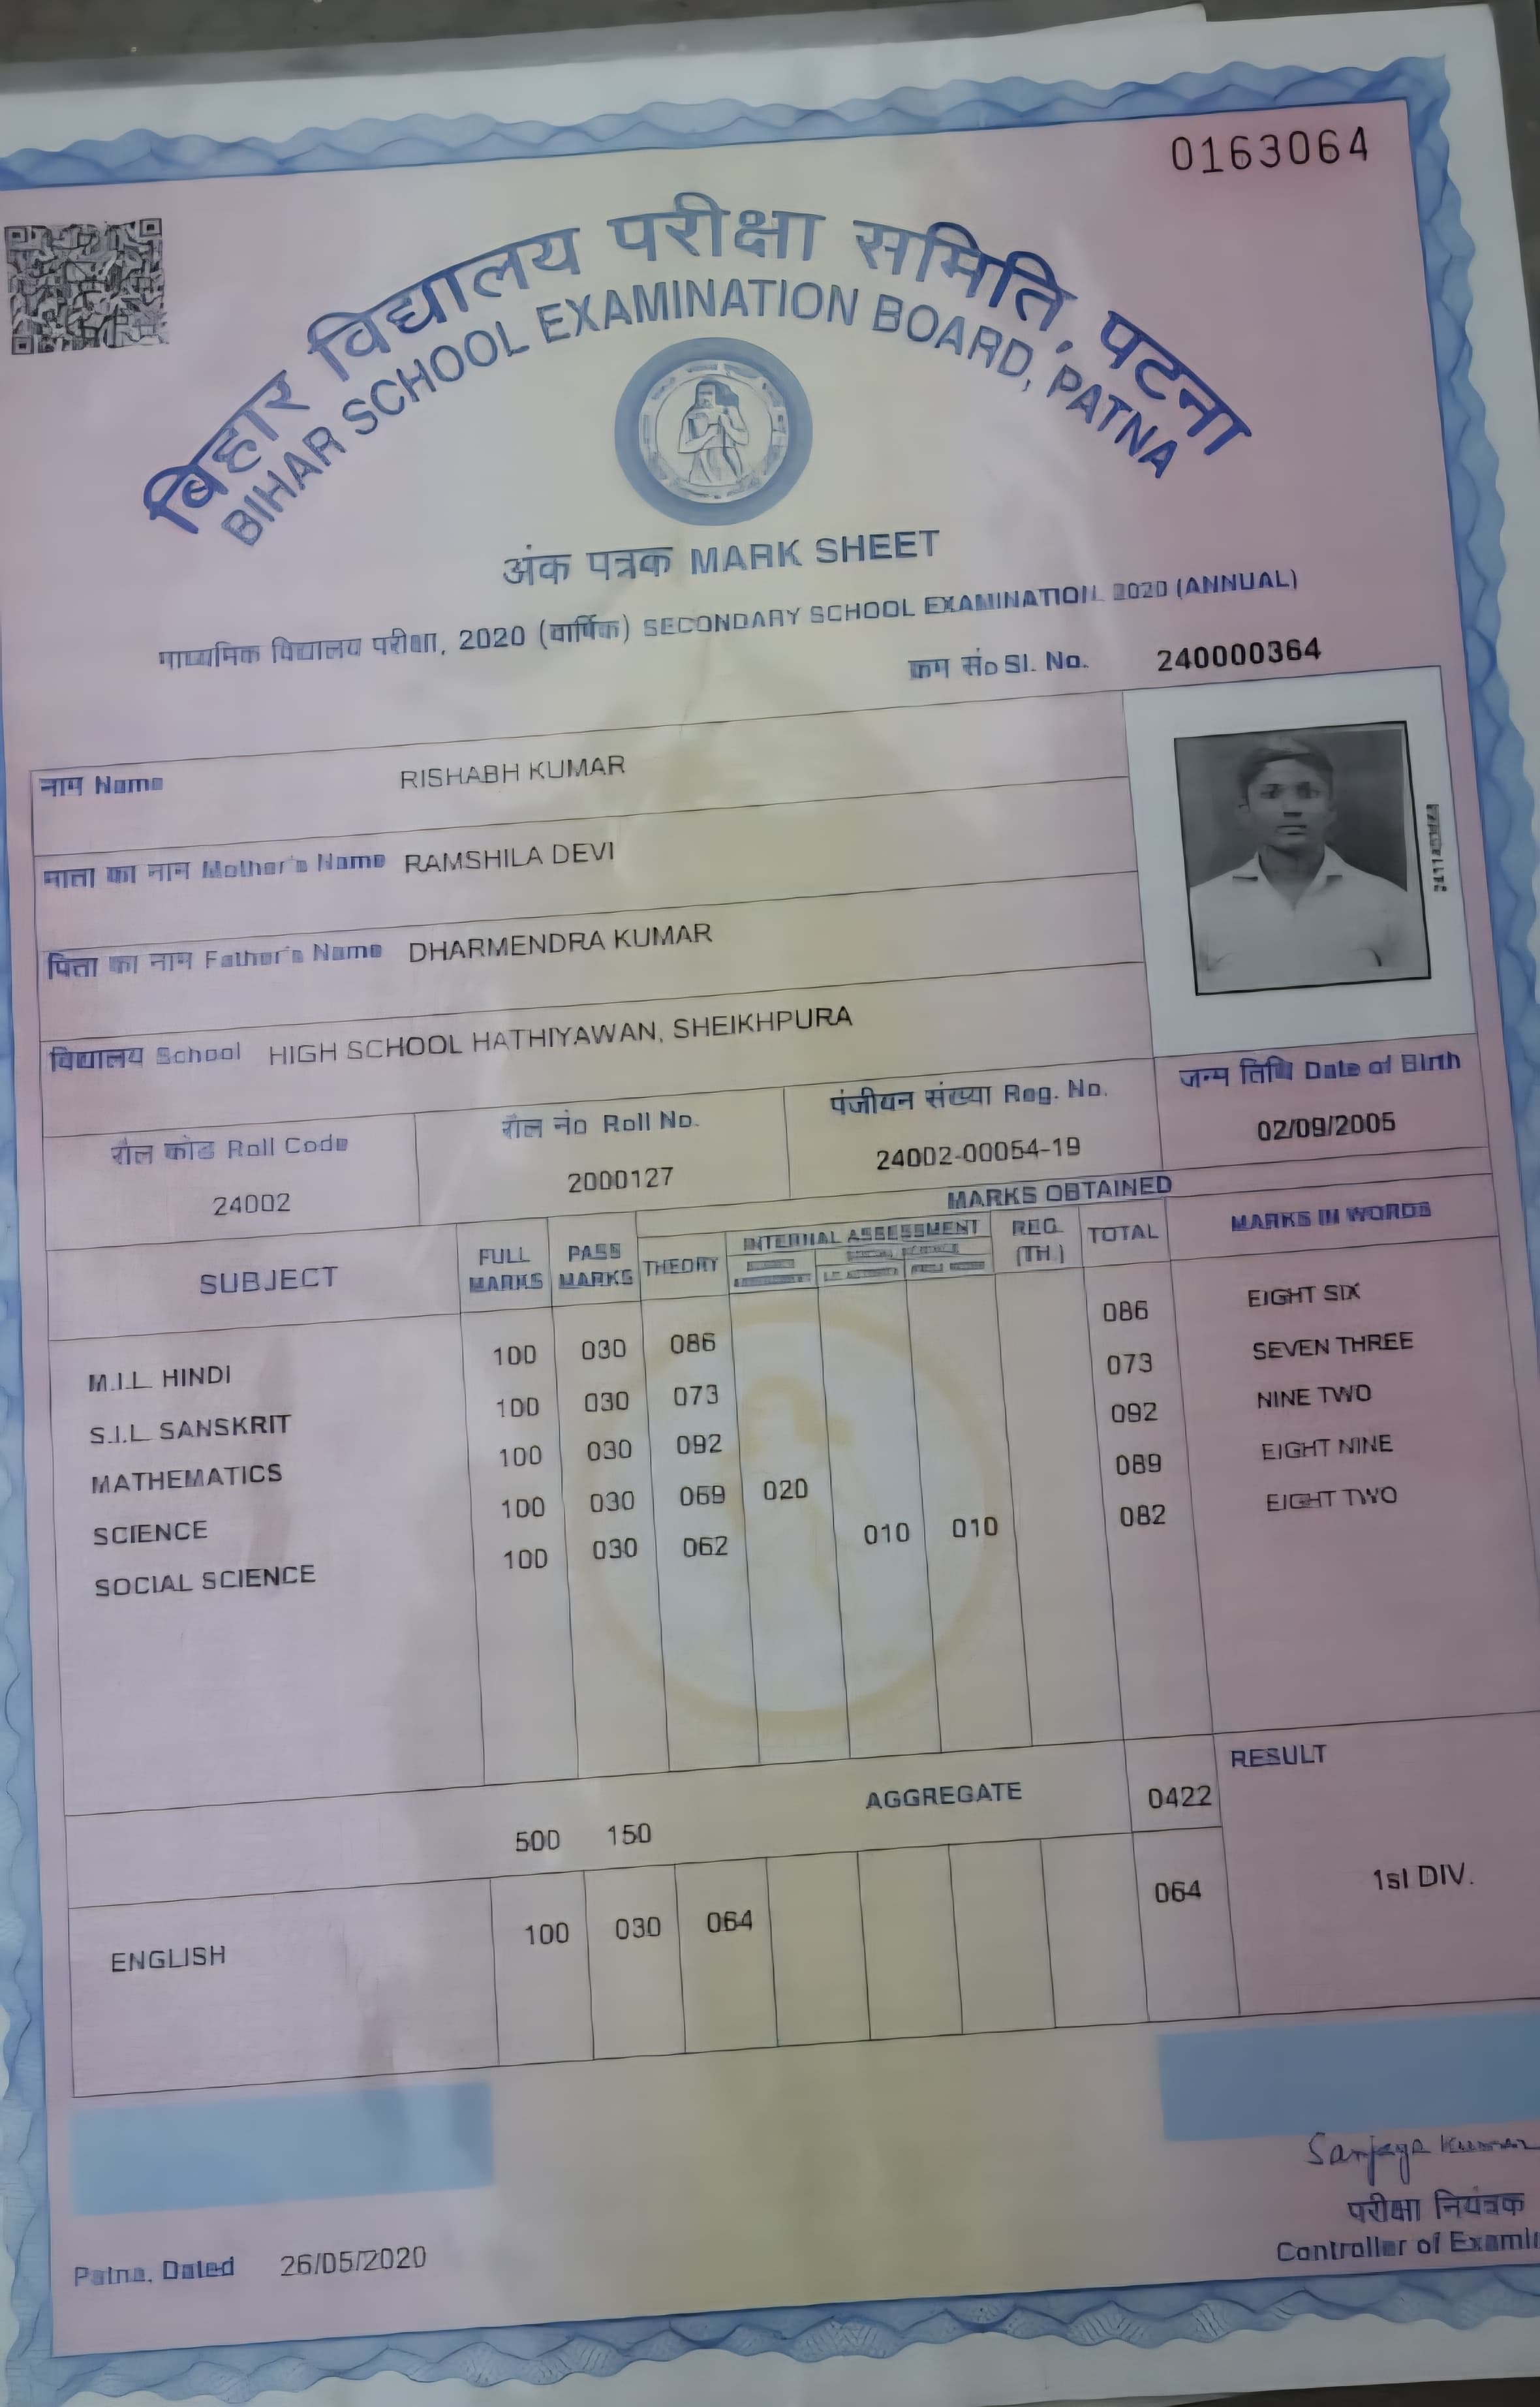 0163064
बिहार विद्यालय परीक्षा समिति, पटना
BIHAR SCHOOL EXAMINATION BOARD, PATNA
अंक पत्रक MARK SHEET
माध्यमिक विद्यालय परीक्षा, 2020 (वार्षिक) SECONDARY SCHOOL EXAMINATION, 2020 (ANNUAL)
क्रम सं० Sl. No. 240000364
नाम Name RISHABH KUMAR
माता का नाम Mother's Name RAMSHILA DEVI
पिता का नाम Father's Name DHARMENDRA KUMAR
विद्यालय School HIGH SCHOOL HATHIYAWAN, SHEIKHPURA
रौल कोड Roll Code रौल नं० Roll No. पंजीयन संख्या Reg. No. जन्म तिथि Date of Birth
24002 2000127 24002-00054-19 02/09/2005
MARKS OBTAINED
SUBJECT FULL MARKS PASS MARKS THEORY INTERNAL ASSESSMENT REG. (TH.) TOTAL MARKS IN WORDS
SOCIAL SCIENCE
M.I.L. HINDI 100 030 086 086 EIGHT SIX
S.I.L. SANSKRIT 100 030 073 073 SEVEN THREE
MATHEMATICS 100 030 092 092 NINE TWO
SCIENCE 100 030 069 020 089 EIGHT NINE
SOCIAL SCIENCE 100 030 062 010 010 082 EIGHT TWO
500 150 AGGREGATE 0422 RESULT
ENGLISH 100 030 064 064 1st DIV.
Sanjaya Kumar
परीक्षा नियंत्रक
Patna, Dated 26/05/2020 Controller of Examin